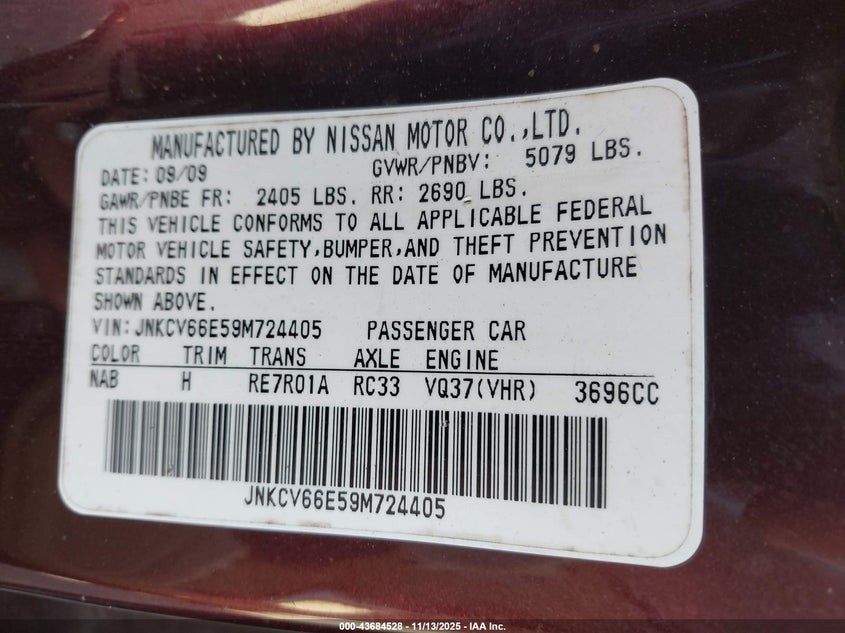 MANUFACTURED BY NISSAN MOTOR CO.,LTD.
DATE: 09/09 GVWR/PNBV: 5079 LBS.
GAWR/PNBE FR: 2405 LBS. RR: 2690 LBS.
THIS VEHICLE CONFORMS TO ALL APPLICABLE FEDERAL
MOTOR VEHICLE SAFETY,BUMPER,AND THEFT PREVENTION
STANDARDS IN EFFECT ON THE DATE OF MANUFACTURE
SHOWN ABOVE.
VIN: JNKCV66E59M724405 PASSENGER CAR
COLOR TRIM TRANS AXLE ENGINE
NAB H RE7R01A RC33 VQ37(VHR) 3696CC
JNKCV66E59M724405
000-43684528 - 11/13/2025 - IAA Inc.